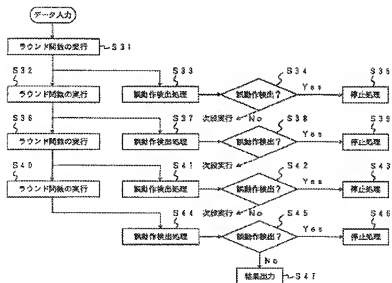 データ入力
ラウンド関数の実行 S31
S32 S33 S34 S35
ラウンド関数の実行 誤動作検出処理 誤動作検出? Yes 停止処理
No
次段実行
S36 S37 S38 S39
ラウンド関数の実行 誤動作検出処理 誤動作検出? Yes 停止処理
次段実行 No
S40 S41 S42 S43
ラウンド関数の実行 誤動作検出処理 誤動作検出? Yes 停止処理
次段実行 No
S44 S45 S46
誤動作検出処理 誤動作検出? Yes 停止処理
No
結果出力 S47